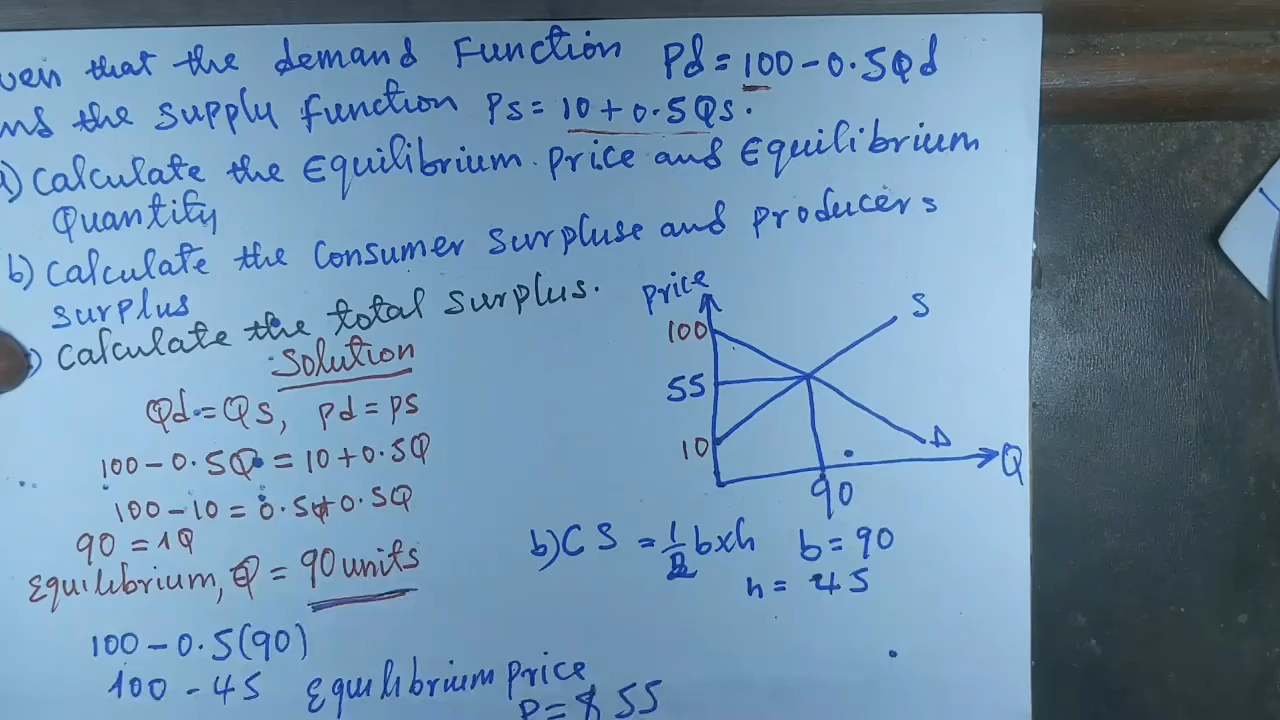 ven that the demand Function Pd = 100 - 0.5Qd
the supply function Ps = 10 + 0.5Qs.
a) Calculate the Equilibrium. Price and Equilibrium
Quantity
b) Calculate the Consumer Surpluse and Producers
surplus
) Calculate the total surplus.
Solution
Qd = Qs, Pd = Ps
100 - 0.5Q = 10 + 0.5Q
100 - 10 = 0.5Q + 0.5Q
90 = 1Q
Equilibrium, Q = 90 units
100 - 0.5(90)
100 - 45 Equilibrium price
P = $ 55
Price
100
55
10
S
D
Q
90
b) CS = 1/2 b x h b = 90
h = 45